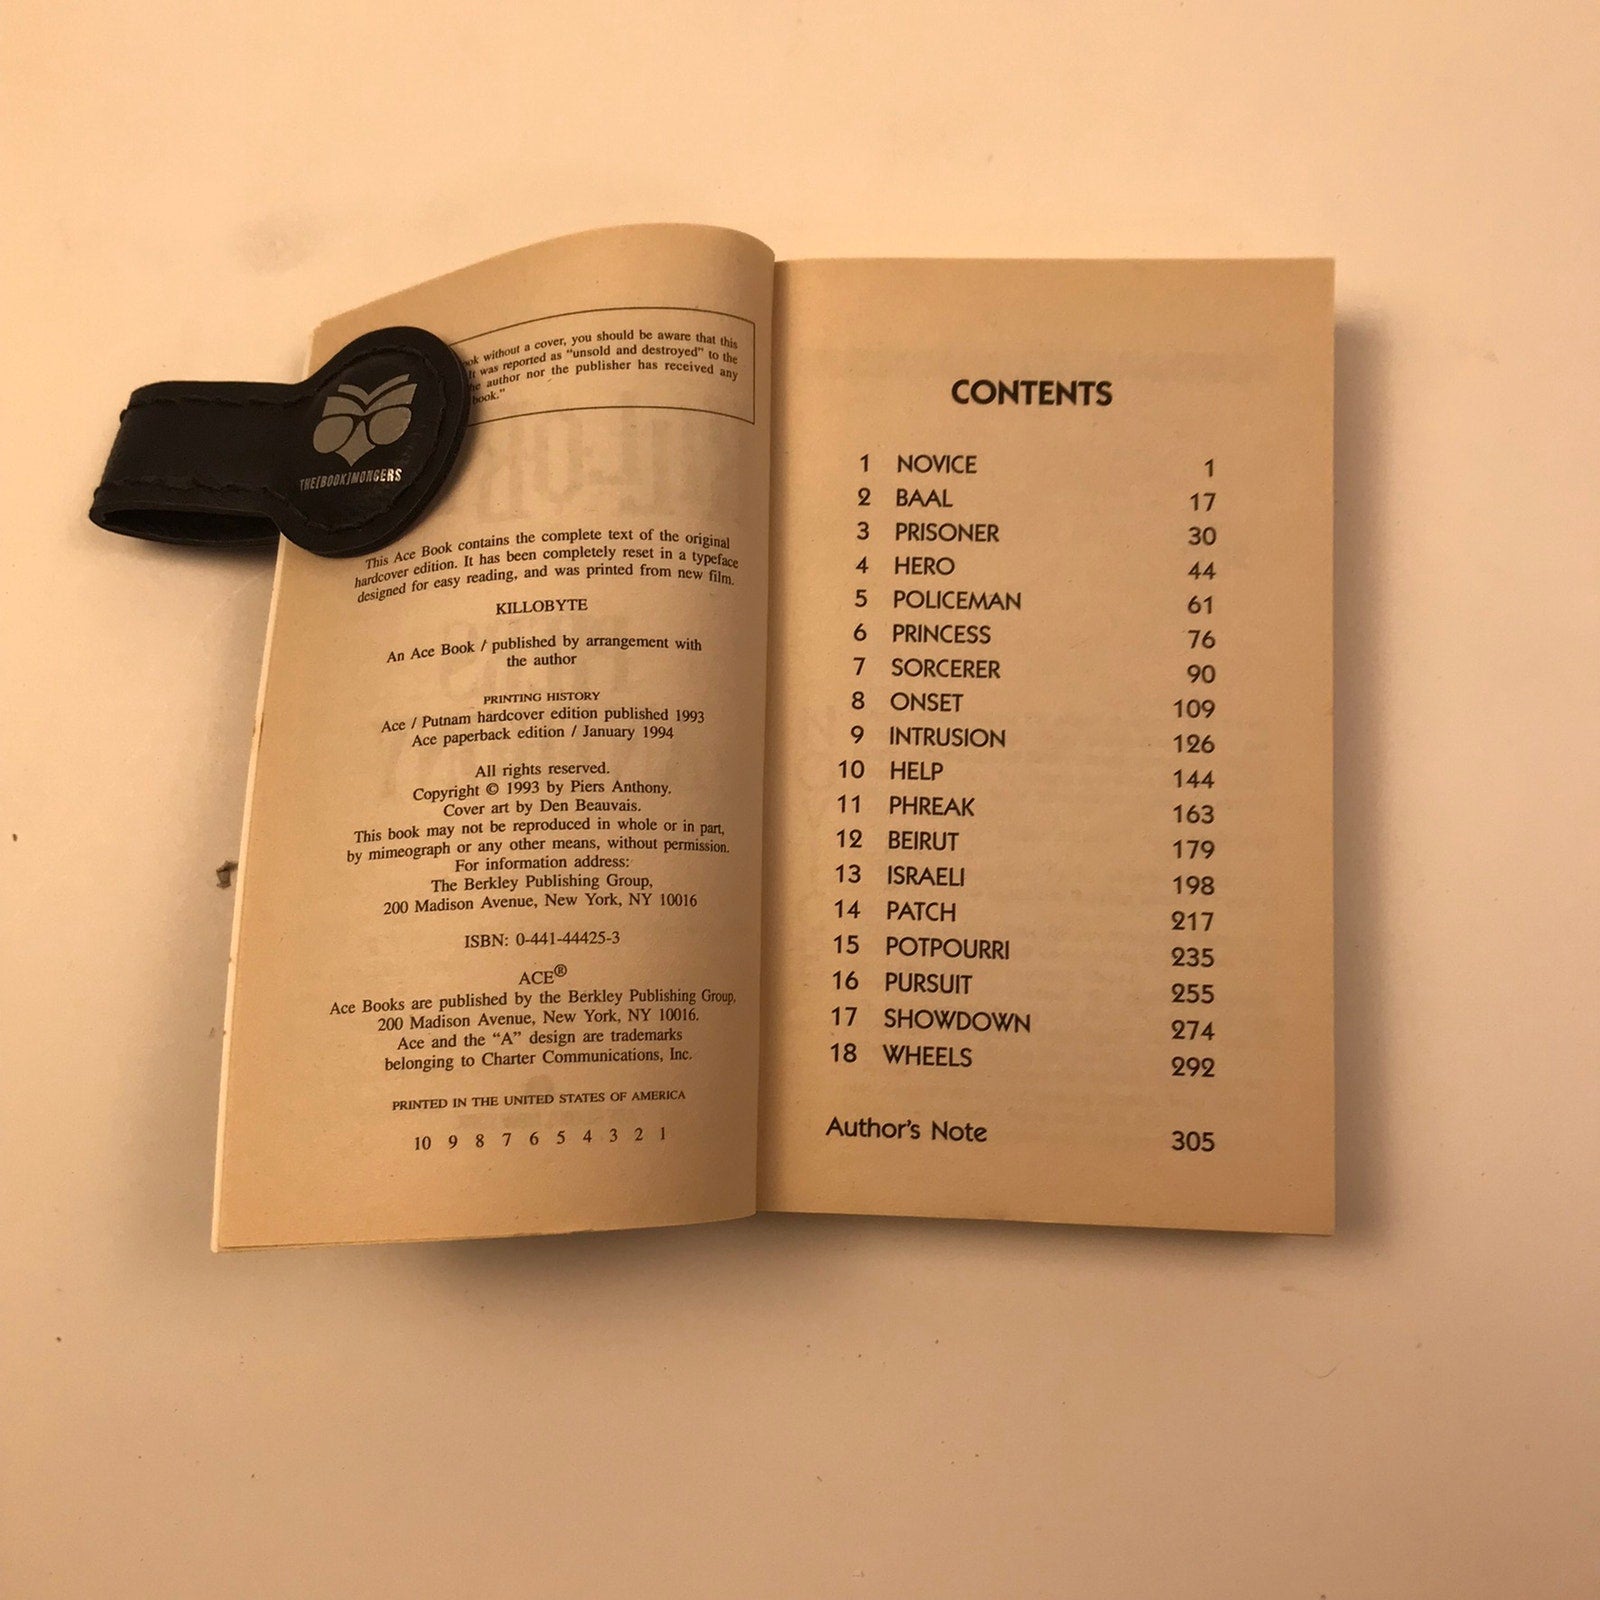 ook without a cover, you should be aware that this
It was reported as "unsold and destroyed" to the
he author nor the publisher has received any
book."
THE[BOOK]MONGERS
This Ace Book contains the complete text of the original
hardcover edition. It has been completely reset in a typeface
designed for easy reading, and was printed from new film.
KILLOBYTE
An Ace Book / published by arrangement with
the author
PRINTING HISTORY
Ace / Putnam hardcover edition published 1993
Ace paperback edition / January 1994
All rights reserved.
Copyright © 1993 by Piers Anthony.
Cover art by Den Beauvais.
This book may not be reproduced in whole or in part,
by mimeograph or any other means, without permission.
For information address:
The Berkley Publishing Group,
200 Madison Avenue, New York, NY 10016
ISBN: 0-441-44425-3
ACE®
Ace Books are published by the Berkley Publishing Group,
200 Madison Avenue, New York, NY 10016.
Ace and the "A" design are trademarks
belonging to Charter Communications, Inc.
PRINTED IN THE UNITED STATES OF AMERICA
10 9 8 7 6 5 4 3 2 1
CONTENTS
1 NOVICE 1
2 BAAL 17
3 PRISONER 30
4 HERO 44
5 POLICEMAN 61
6 PRINCESS 76
7 SORCERER 90
8 ONSET 109
9 INTRUSION 126
10 HELP 144
11 PHREAK 163
12 BEIRUT 179
13 ISRAELI 198
14 PATCH 217
15 POTPOURRI 235
16 PURSUIT 255
17 SHOWDOWN 274
18 WHEELS 292
Author's Note 305